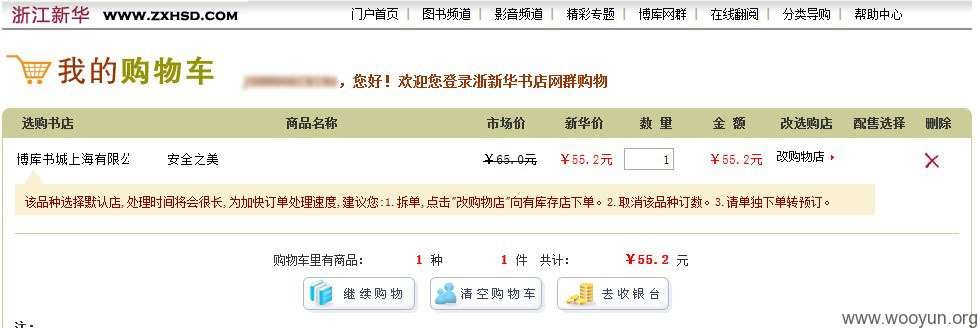 浙江新华 www.ZXHSD.COM 门户首页 | 图书频道 | 影音频道 | 精彩专题 | 博库网群 | 在线翻阅 | 分类导购 | 帮助中心
我的购物车
，您好！欢迎您登录浙新华书店网群购物
选购书店 商品名称 市场价 新华价 数 量 金 额 改选购店 配售选择 删除
博库书城上海有限公 安全之美 ￥65.0元 ￥55.2元 1 ￥55.2元 改购物店
该品种选择默认店,处理时间将会很长,为加快订单处理速度,建议您:1.拆单,点击"改购物店"向有库存店下单。2.取消该品种订数。3.请单独下单转预订。
购物车里有商品： 1 种 1 件 共计： ￥55.2 元
继续购物 清空购物车 去收银台
注：
www.wooyun.org